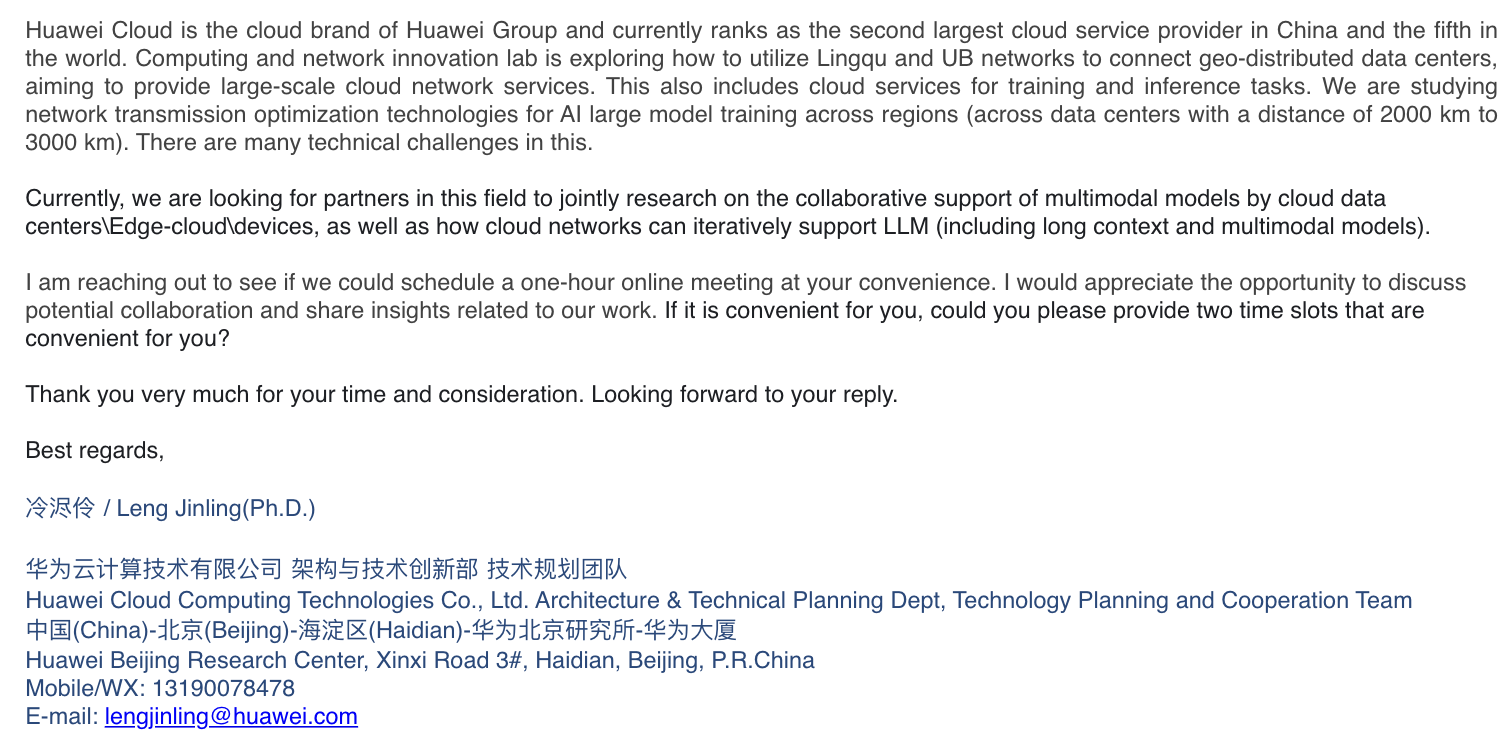 Huawei Cloud is the cloud brand of Huawei Group and currently ranks as the second largest cloud service provider in China and the fifth in
the world. Computing and network innovation lab is exploring how to utilize Lingqu and UB networks to connect geo-distributed data centers,
aiming to provide large-scale cloud network services. This also includes cloud services for training and inference tasks. We are studying
network transmission optimization technologies for AI large model training across regions (across data centers with a distance of 2000 km to
3000 km). There are many technical challenges in this.
Currently, we are looking for partners in this field to jointly research on the collaborative support of multimodal models by cloud data
centers\Edge-cloud\devices, as well as how cloud networks can iteratively support LLM (including long context and multimodal models).
I am reaching out to see if we could schedule a one-hour online meeting at your convenience. I would appreciate the opportunity to discuss
potential collaboration and share insights related to our work. If it is convenient for you, could you please provide two time slots that are
convenient for you?
Thank you very much for your time and consideration. Looking forward to your reply.
Best regards,
冷浕伶 / Leng Jinling(Ph.D.)
华为云计算技术有限公司 架构与技术创新部 技术规划团队
Huawei Cloud Computing Technologies Co., Ltd. Architecture & Technical Planning Dept, Technology Planning and Cooperation Team
中国(China)-北京(Beijing)-海淀区(Haidian)-华为北京研究所-华为大厦
Huawei Beijing Research Center, Xinxi Road 3#, Haidian, Beijing, P.R.China
Mobile/WX: 13190078478
E-mail: lengjinling@huawei.com